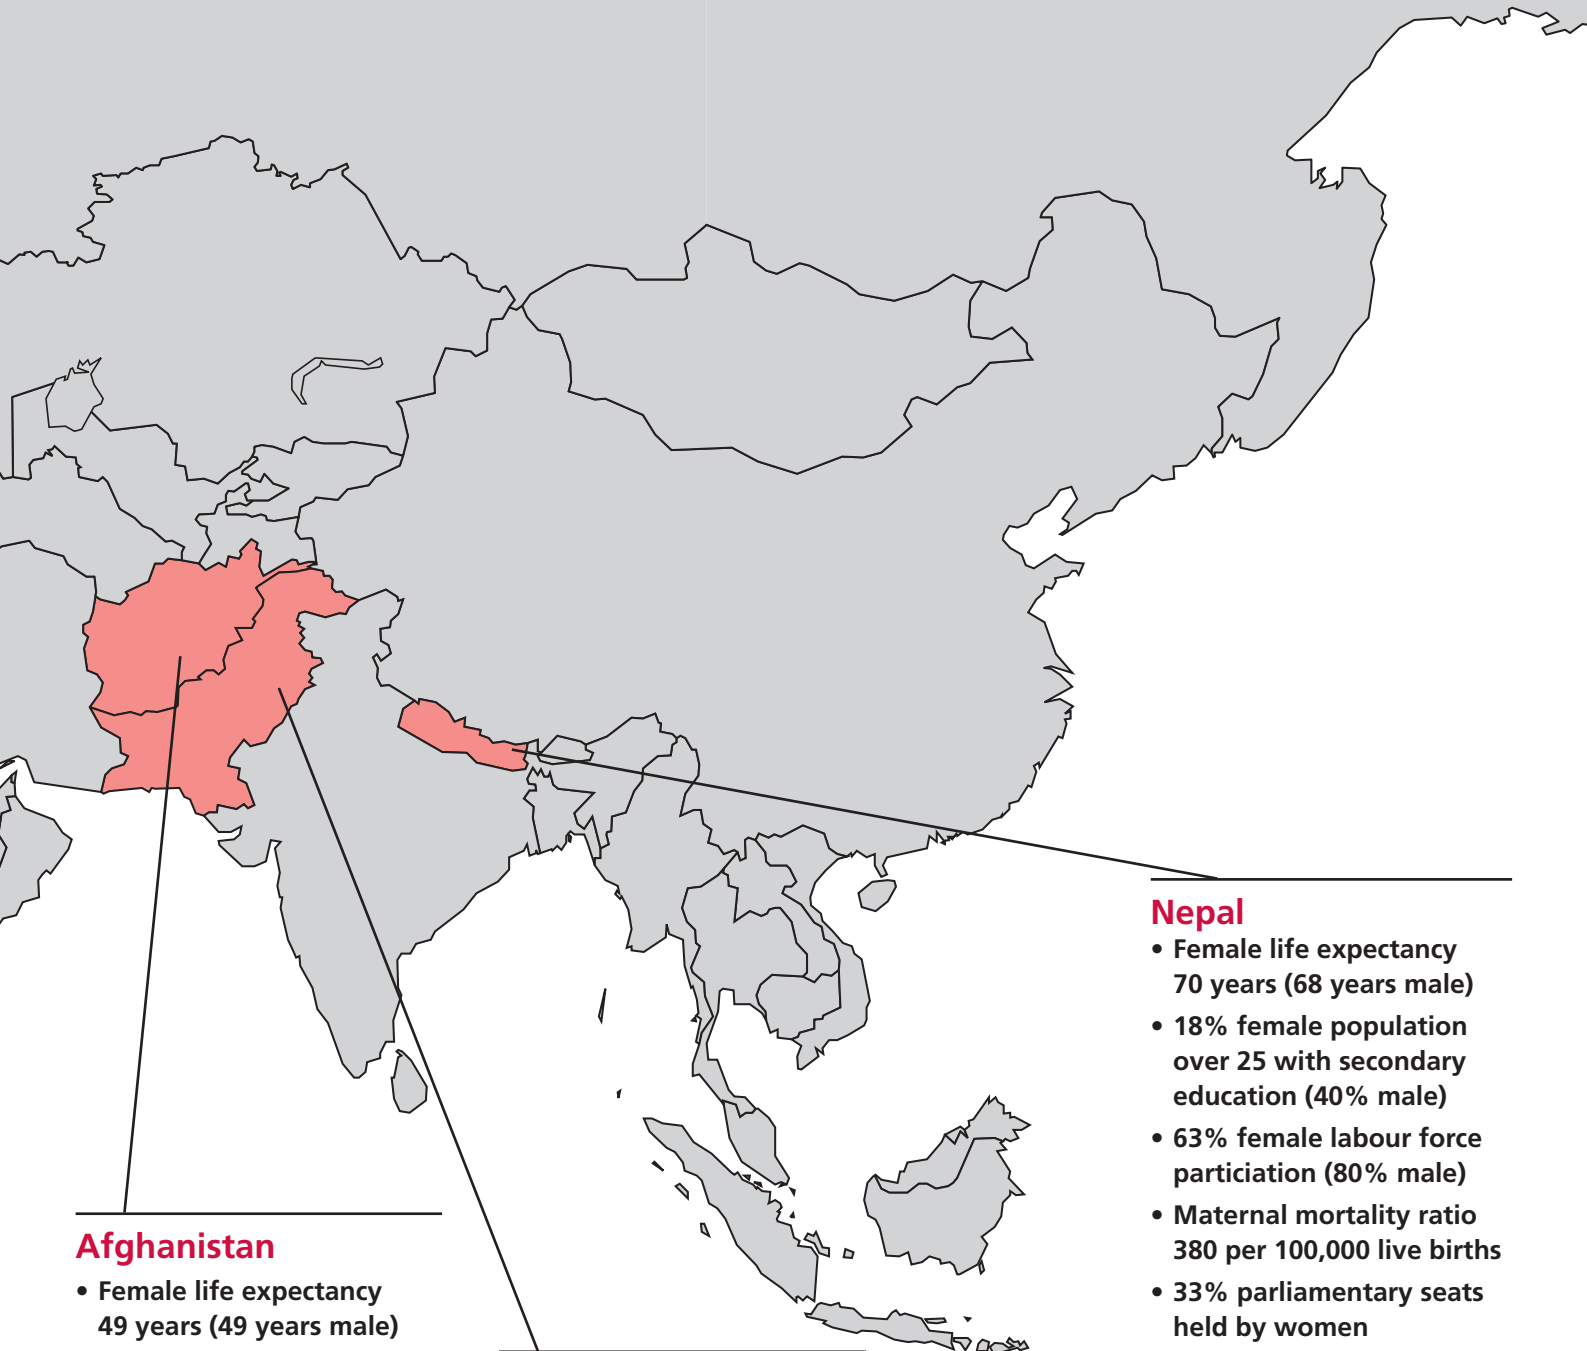 Nepal
• Female life expectancy
70 years (68 years male)
• 18% female population
over 25 with secondary
education (40% male)
• 63% female labour force
particiation (80% male)
• Maternal mortality ratio
380 per 100,000 live births
• 33% parliamentary seats
held by women
Afghanistan
• Female life expectancy
49 years (49 years male)